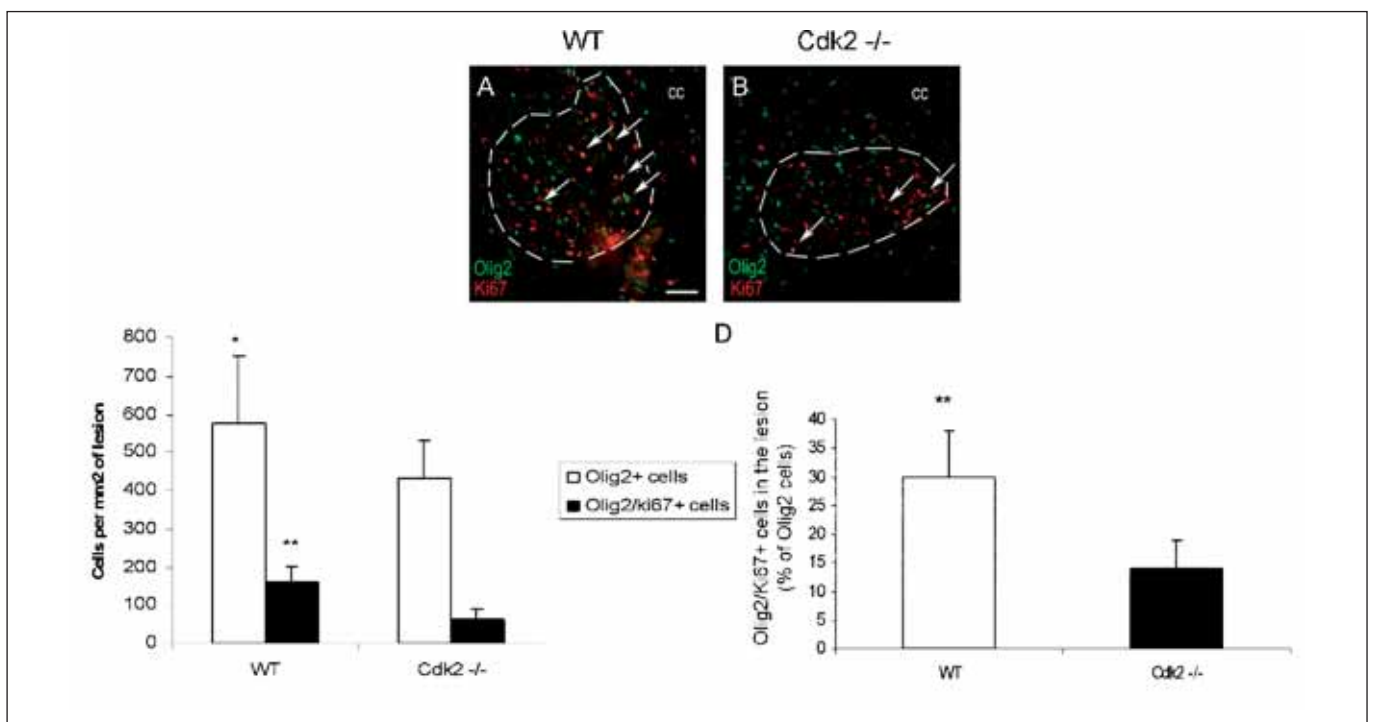 WT
Cdk2 -/-
A
cc
Olig2
Ki67
B
cc
Olig2
Ki67
D
Cells per mm2 of lesion
800
700
600
500
400
300
200
100
0
*
**
WT
Cdk2 -/-
Olig2+ cells
Olig2/ki67+ cells
Olig2/Ki67+ cells in the lesion
(% of Olig2 cells)
40
35
30
25
20
15
10
5
0
**
WT
Cdk2 -/-